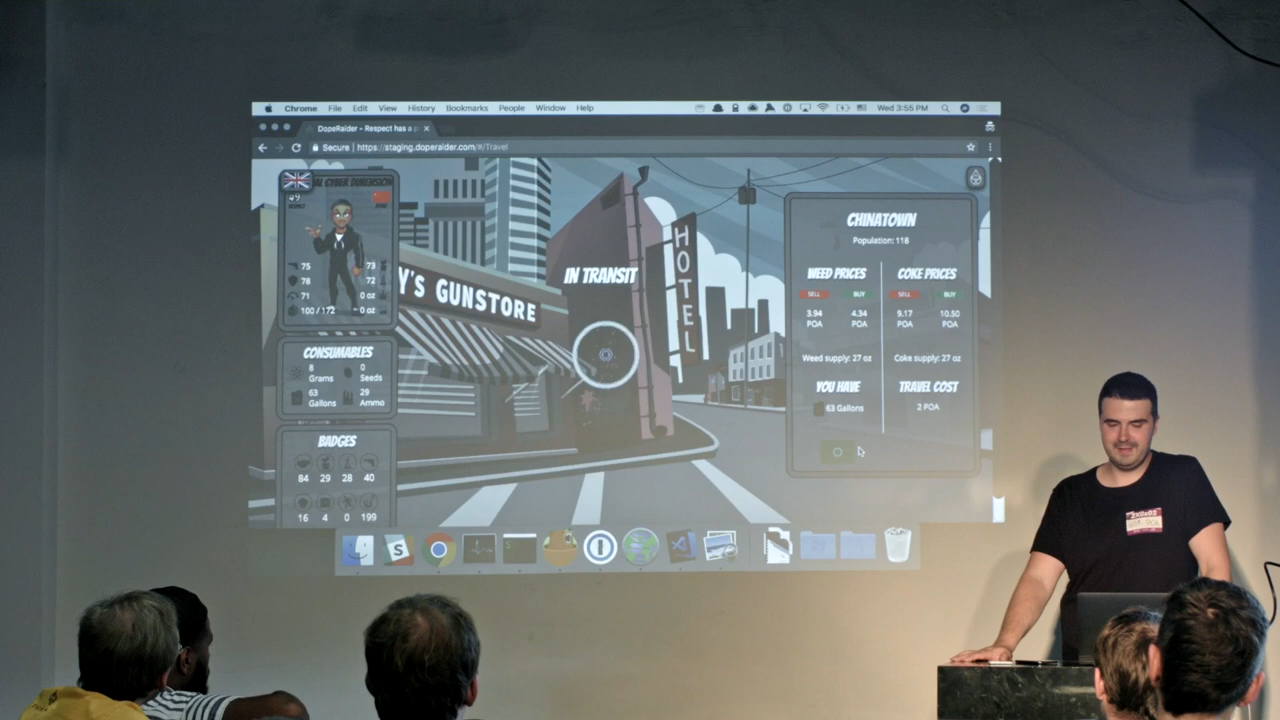 Chrome File Edit View History Bookmarks People Window Help Wed 3:55 PM
DopeRaider - Respect has a p
Secure | https://staging.doperaider.com/#/Travel
CYBER DIMENSION
49
75 73
78 72
71 0 oz
100 / 172 0 oz
CONSUMABLES
8 Grams
0 Seeds
63 Gallons
29 Ammo
BADGES
84 29 28 40
16 4 0 199
Y'S GUNSTORE
IN TRANSIT
HOTEL
CHINATOWN
Population: 118
WEED PRICES
SELL BUY
3.94 POA
4.34 POA
Weed supply: 27 oz
COKE PRICES
SELL BUY
9.17 POA
10.50 POA
Coke supply: 27 oz
YOU HAVE
63 Gallons
TRAVEL COST
2 POA
S